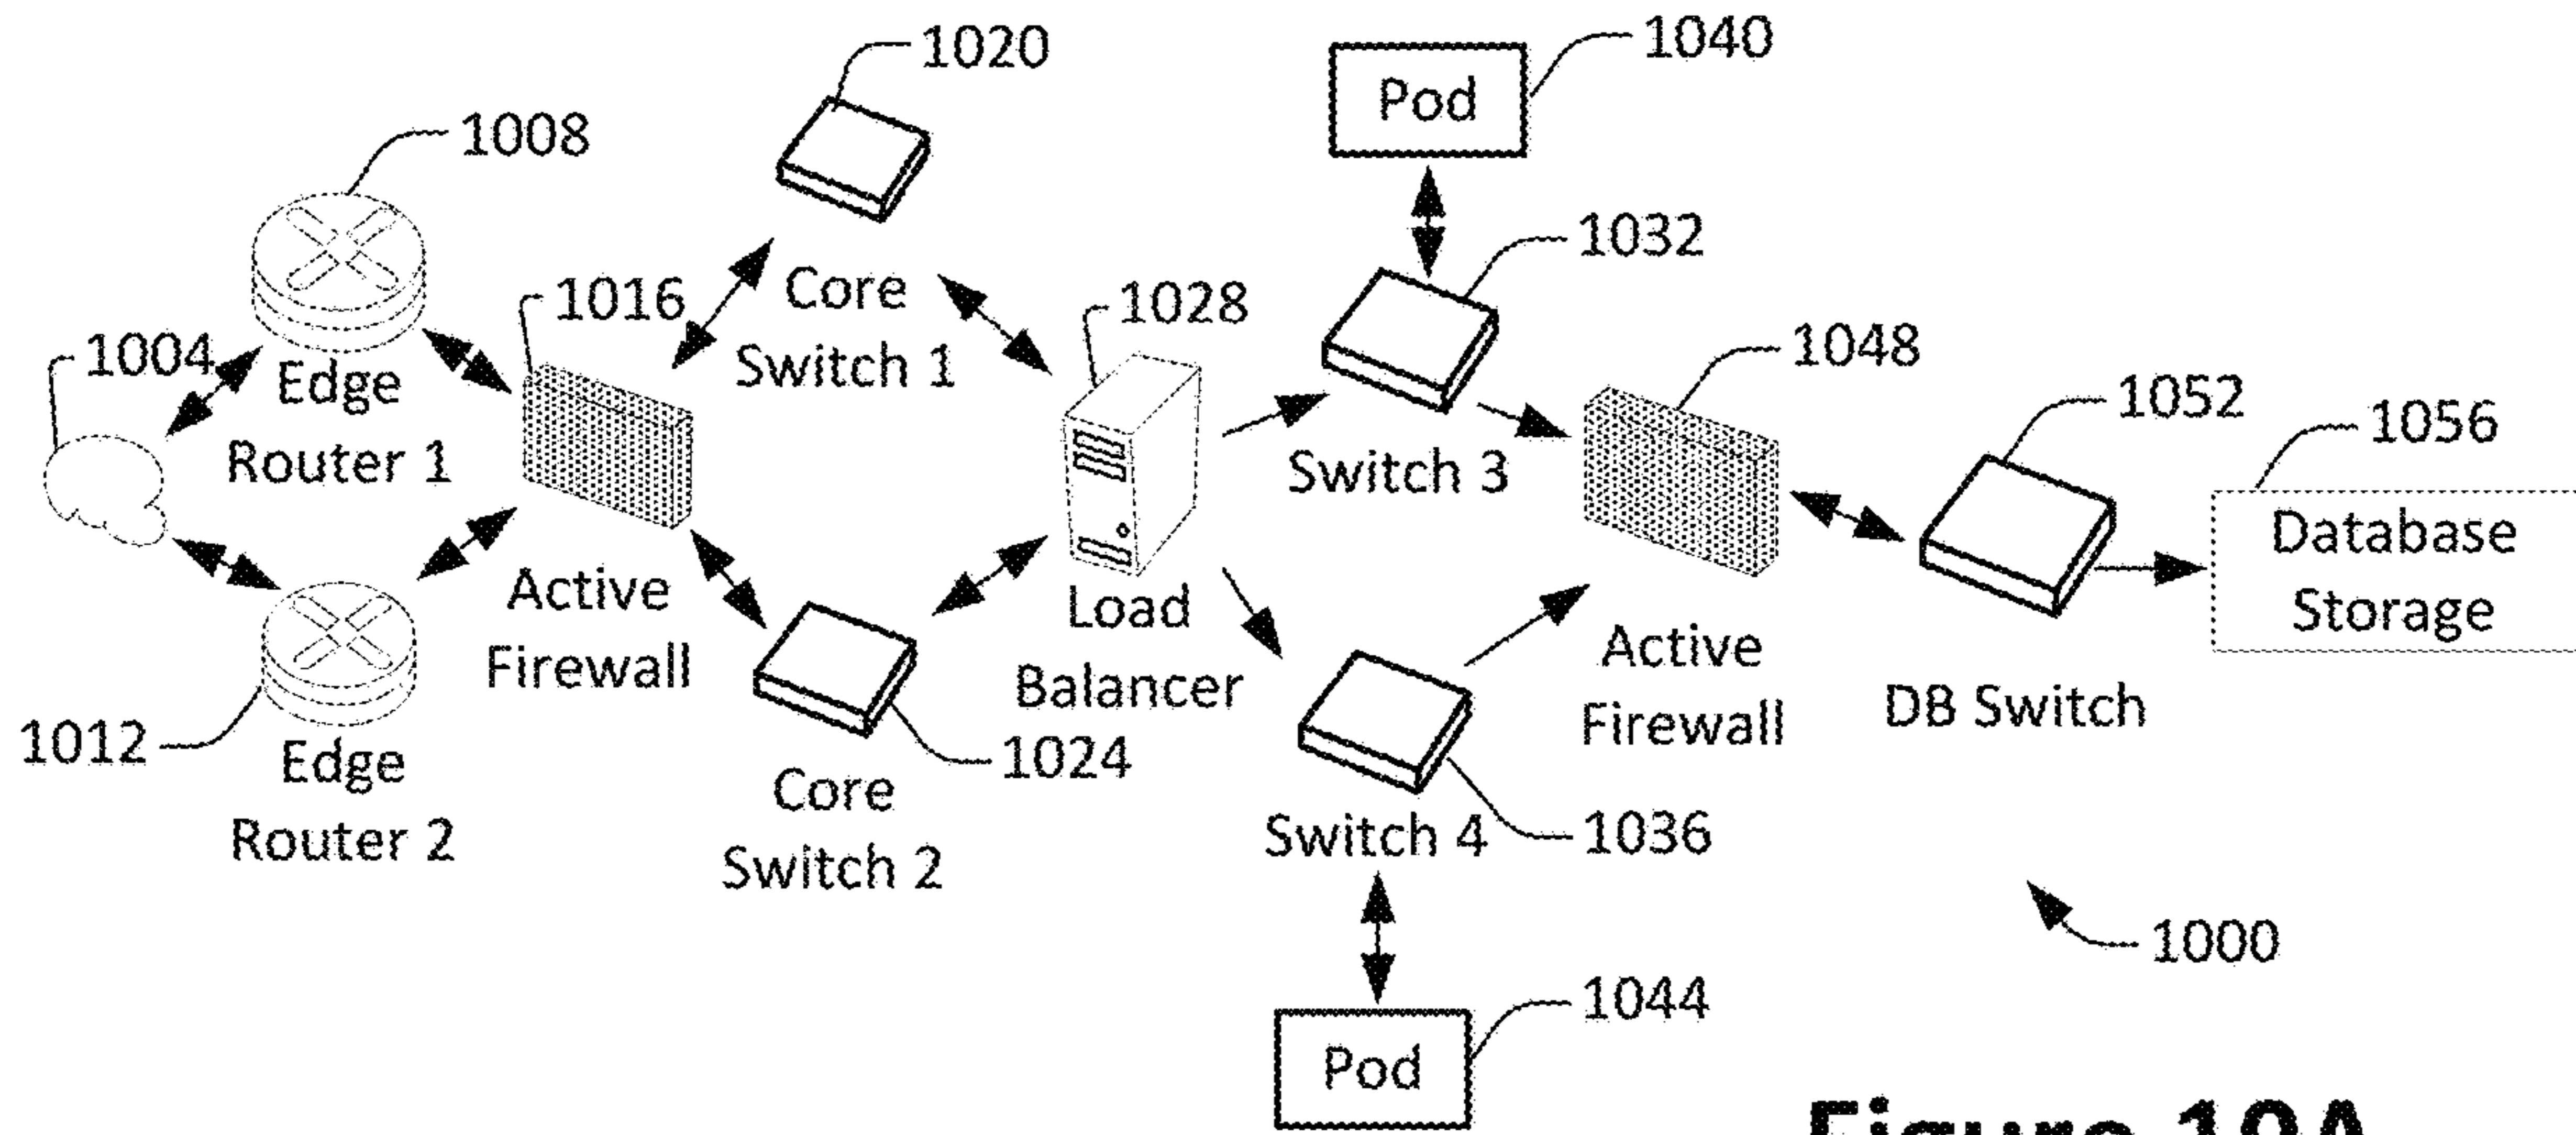 1020
1040
Pod
1008
1032
1016
Core
Switch 1
1028
1004
Edge
Router 1
1048
1052
1056
Switch 3
Database
Storage
Active
Firewall
Load
Balancer
Active
Firewall
DB Switch
1012
Edge
Router 2
1024
Core
Switch 2
Switch 4
1036
1000
1044
Pod
Figure 10A